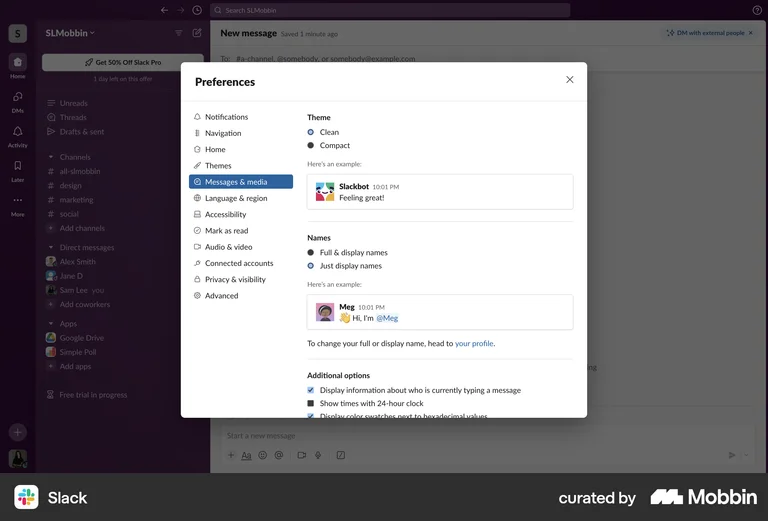 Search SLMobbin
S
SLMobbin
New message Saved 1 minute ago
DM with external people
Get 50% Off Slack Pro
1 day left on this offer
To: #a-channel, @somebody, or somebody@example.com
Home
DMs
Activity
Later
More
Unreads
Threads
Drafts & sent
Channels
# all-slmobbin
# design
# marketing
# social
Add channels
Direct messages
Alex Smith
Jane D
Sam Lee you
Add coworkers
Apps
Google Drive
Simple Poll
Add apps
Free trial in progress
Preferences
Notifications
Navigation
Home
Themes
Messages & media
Language & region
Accessibility
Mark as read
Audio & video
Connected accounts
Privacy & visibility
Advanced
Theme
Clean
Compact
Here's an example:
Slackbot 10:01 PM
Feeling great!
Names
Full & display names
Just display names
Here's an example:
Meg 10:01 PM
Hi, I'm @Meg
To change your full or display name, head to your profile.
Additional options
Display information about who is currently typing a message
Show times with 24-hour clock
Display color swatches next to hexadecimal values
Start a new message
Aa
Slack
curated by Mobbin